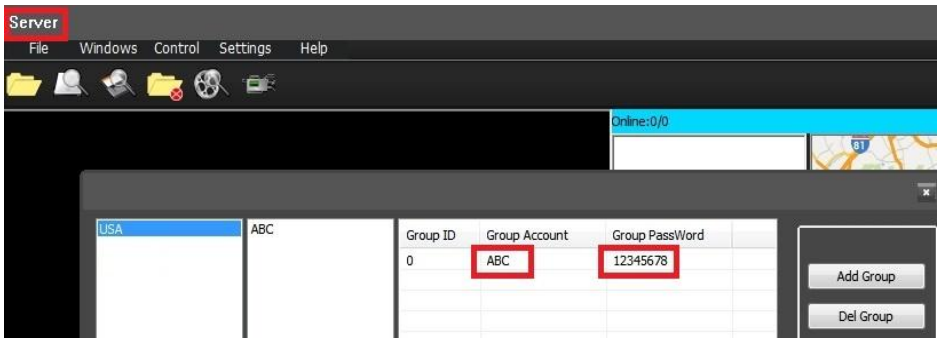 Server
File Windows Control Settings Help
Online:0/0
81
USA ABC Group ID Group Account Group PassWord
0 ABC 12345678
Add Group
Del Group